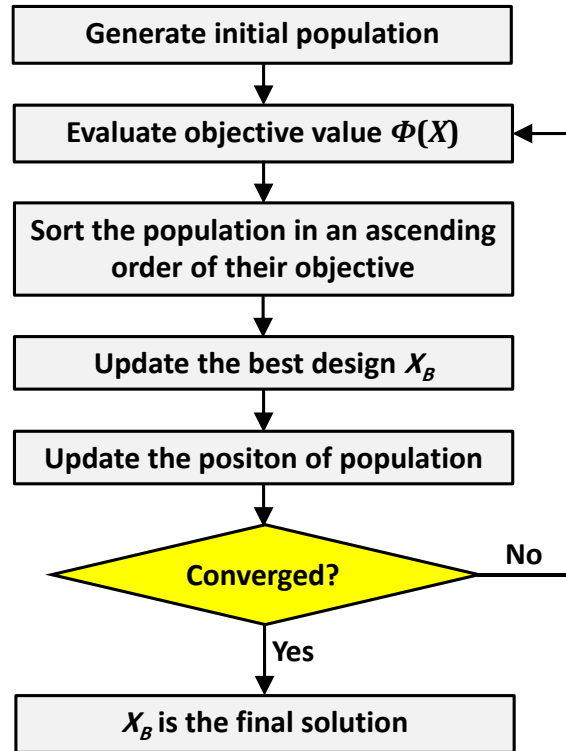 Generate initial population
Evaluate objective value Φ(X)
Sort the population in an ascending
order of their objective
Update the best design X_B
Update the positon of population
Converged?
No
Yes
X_B is the final solution